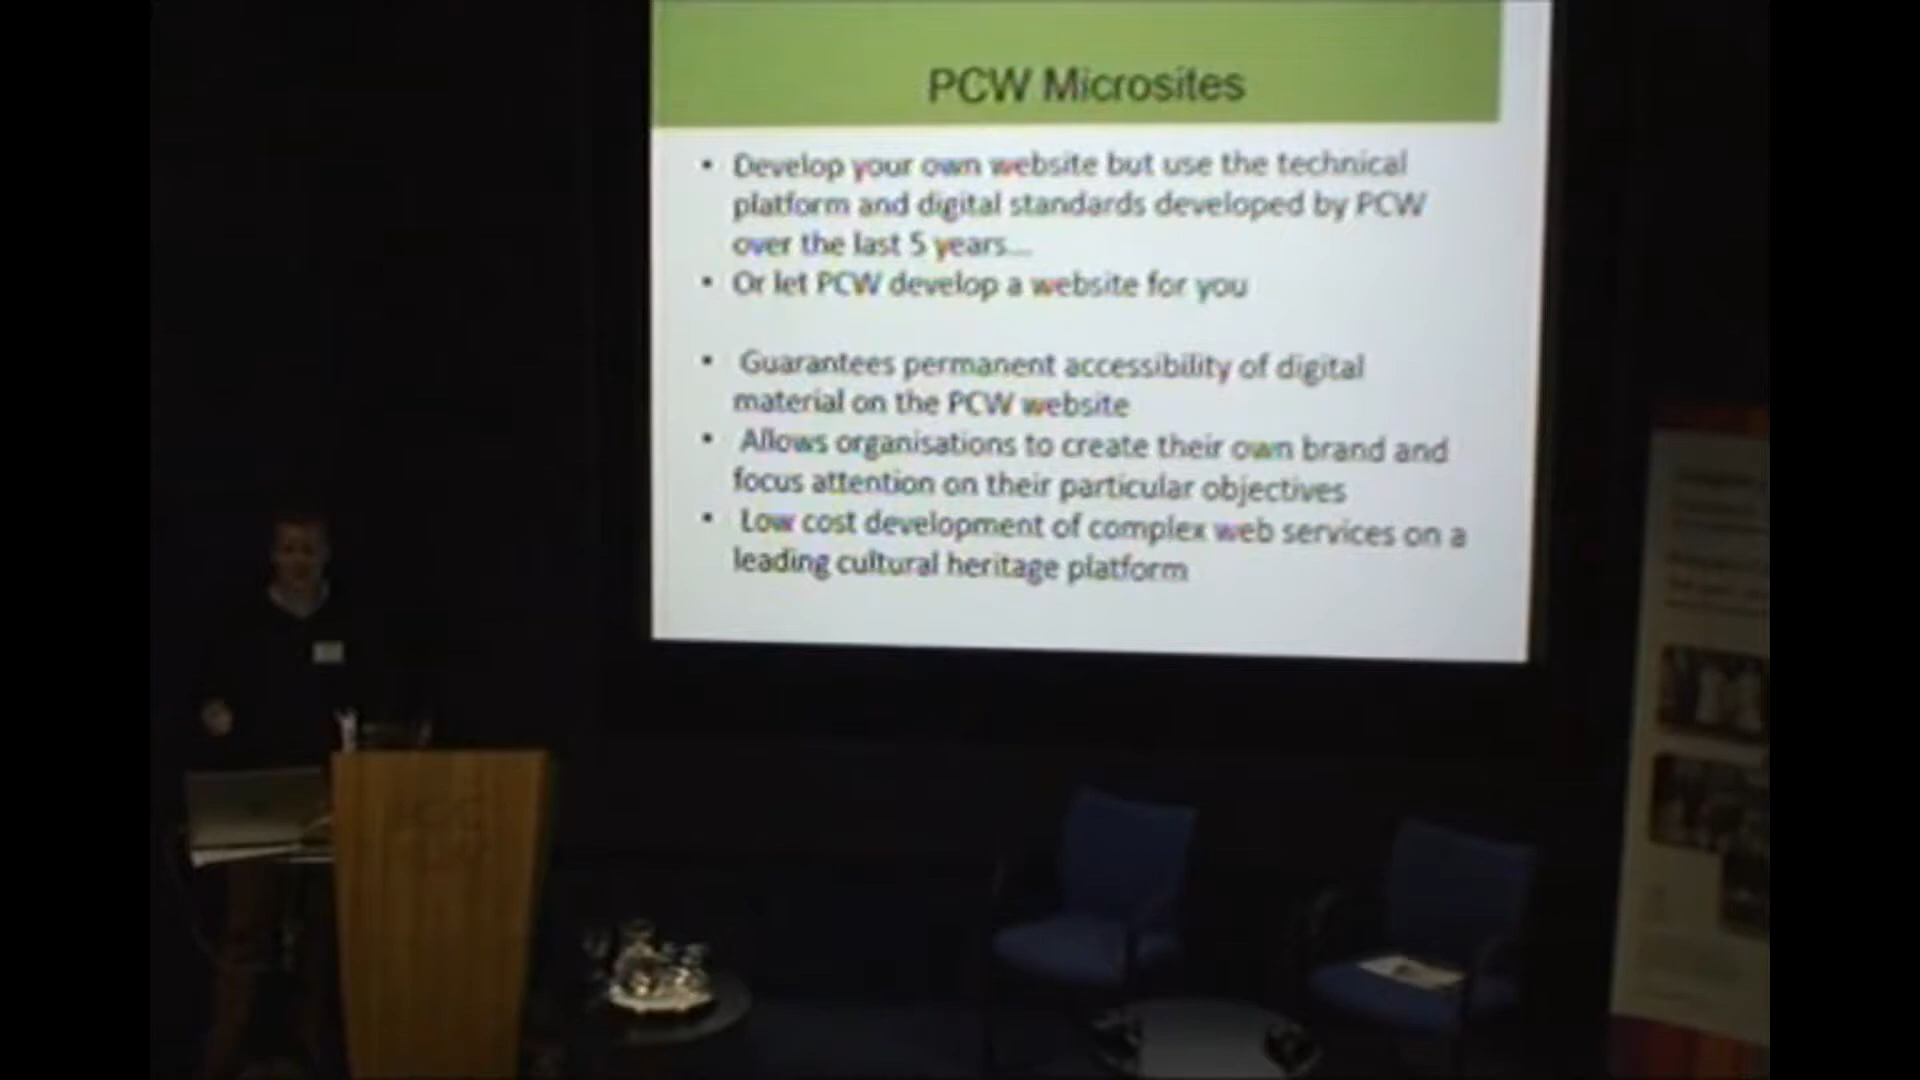 PCW Microsites
• Develop your own website but use the technical
platform and digital standards developed by PCW
over the last 5 years...
• Or let PCW develop a website for you
• Guarantees permanent accessibility of digital
material on the PCW website
• Allows organisations to create their own brand and
focus attention on their particular objectives
• Low cost development of complex web services on a
leading cultural heritage platform